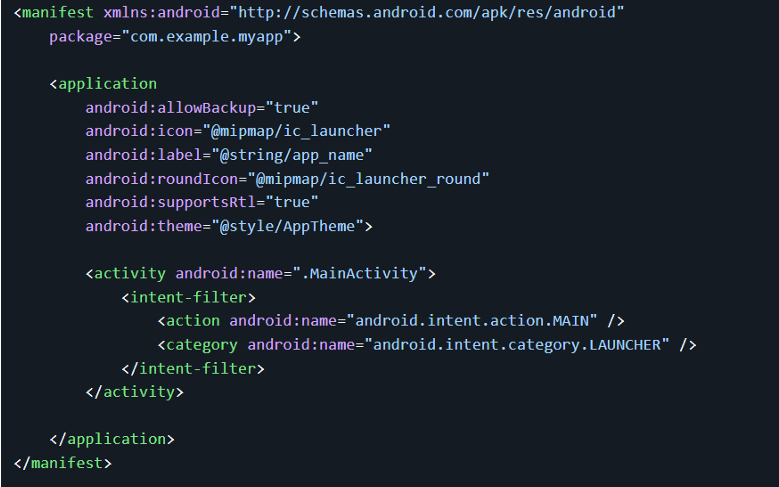 <manifest xmlns:android="http://schemas.android.com/apk/res/android"
    package="com.example.myapp">

    <application
        android:allowBackup="true"
        android:icon="@mipmap/ic_launcher"
        android:label="@string/app_name"
        android:roundIcon="@mipmap/ic_launcher_round"
        android:supportsRtl="true"
        android:theme="@style/AppTheme">

        <activity android:name=".MainActivity">
            <intent-filter>
                <action android:name="android.intent.action.MAIN" />
                <category android:name="android.intent.category.LAUNCHER" />
            </intent-filter>
        </activity>

    </application>
</manifest>